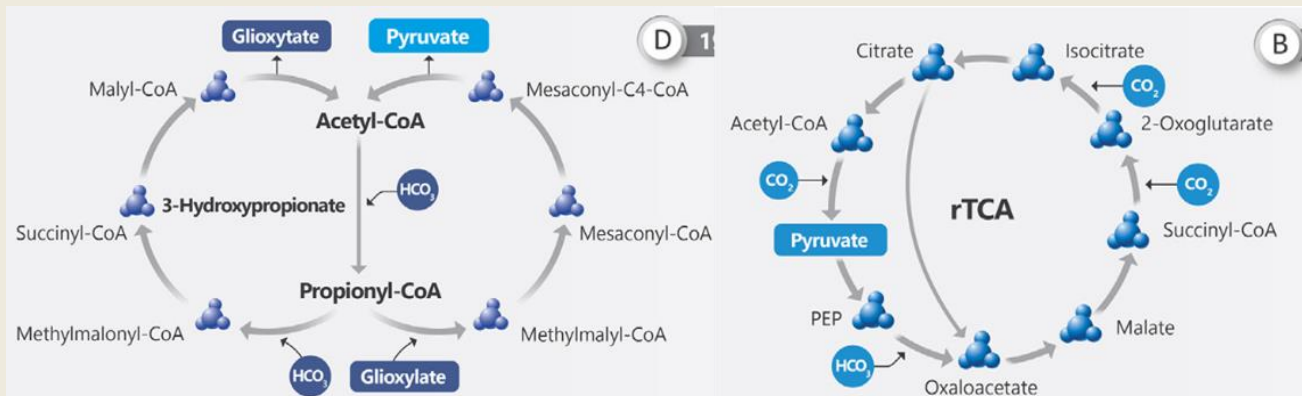 Glioxytate
Pyruvate
D
Malyl-CoA
Mesaconyl-C4-CoA
Acetyl-CoA
HCO3
3-Hydroxypropionate
Succinyl-CoA
Mesaconyl-CoA
Propionyl-CoA
Methylmalonyl-CoA
Methylmalyl-CoA
HCO3
Glioxylate
B
Citrate
Isocitrate
CO2
Acetyl-CoA
2-Oxoglutarate
CO2
CO2
rTCA
Pyruvate
Succinyl-CoA
PEP
Malate
HCO3
Oxaloacetate